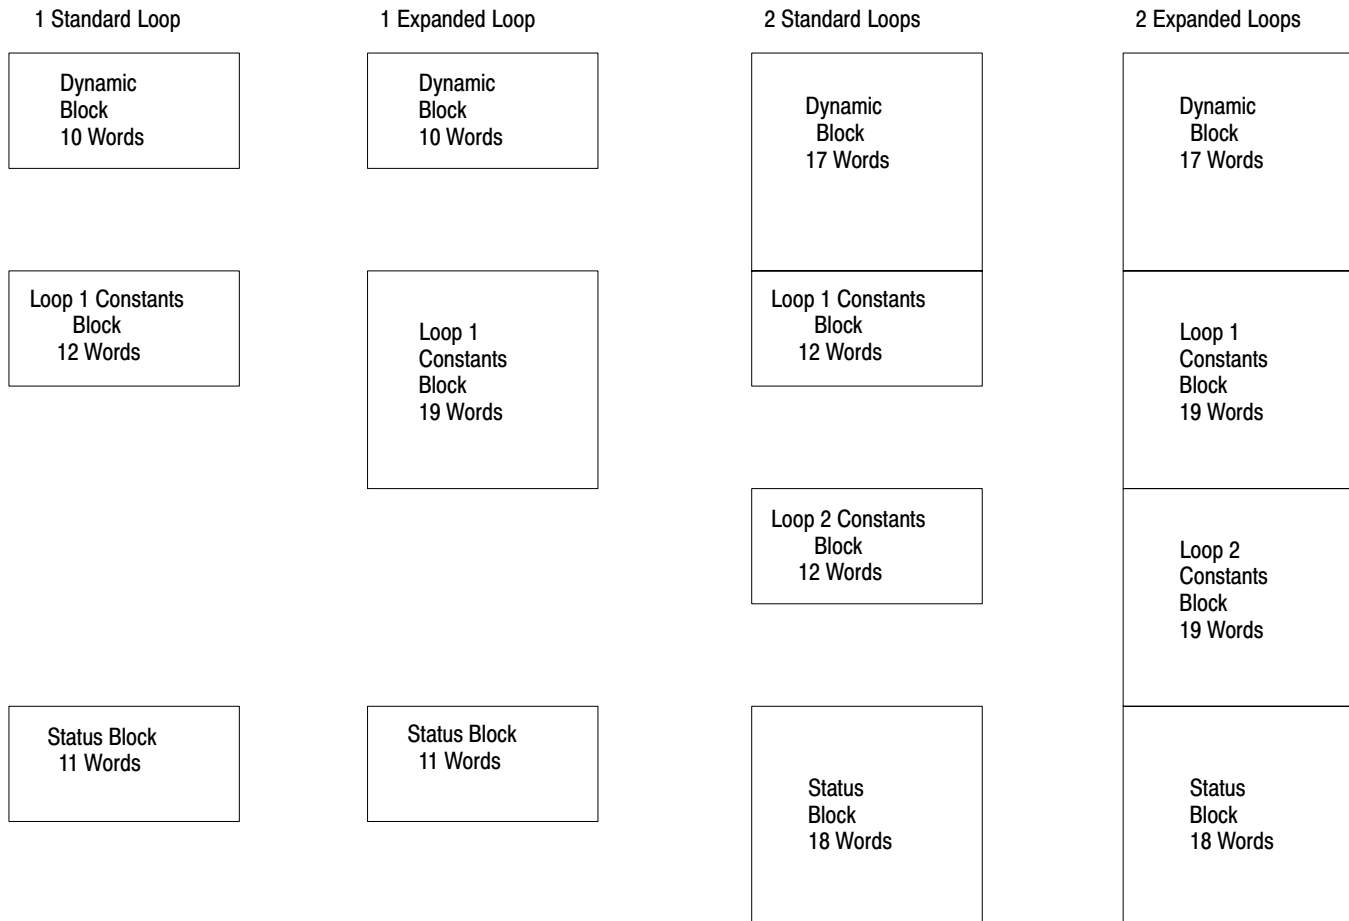 1 Standard Loop
1 Expanded Loop
2 Standard Loops
2 Expanded Loops
Dynamic
Block
10 Words
Dynamic
Block
10 Words
Dynamic
Block
17 Words
Dynamic
Block
17 Words
Loop 1 Constants
Block
12 Words
Loop 1
Constants
Block
19 Words
Loop 1 Constants
Block
12 Words
Loop 1
Constants
Block
19 Words
Loop 2 Constants
Block
12 Words
Loop 2
Constants
Block
19 Words
Status Block
11 Words
Status Block
11 Words
Status
Block
18 Words
Status
Block
18 Words